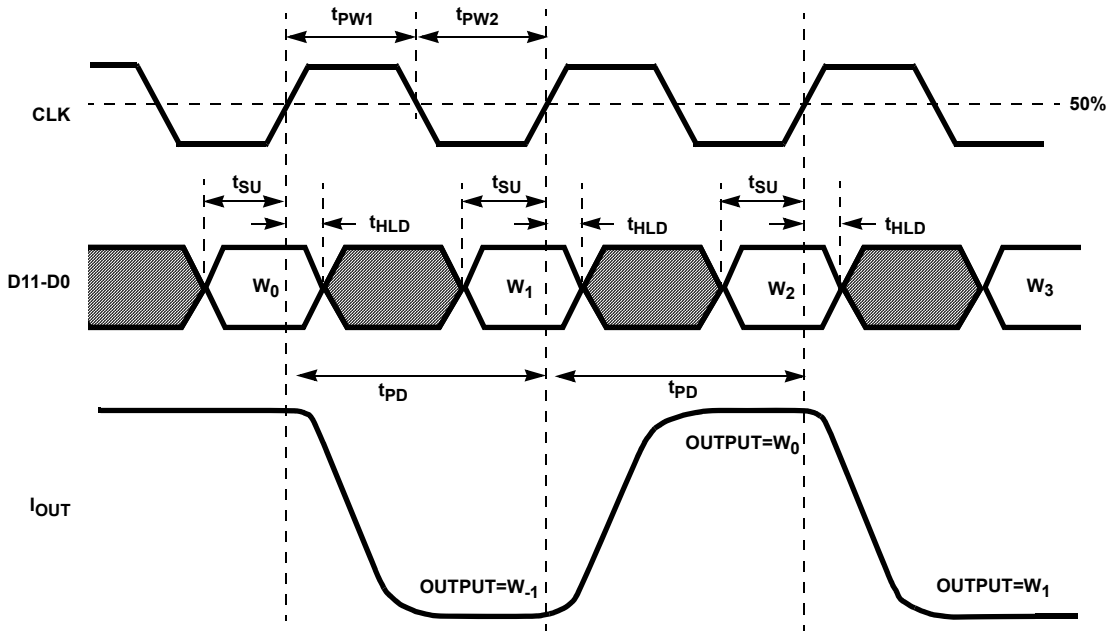 tPW1 tPW2
CLK
50%
tSU tSU tSU
tHLD tHLD tHLD
D11-D0
W0 W1 W2 W3
tPD tPD
OUTPUT=W0
IOUT
OUTPUT=W-1 OUTPUT=W1